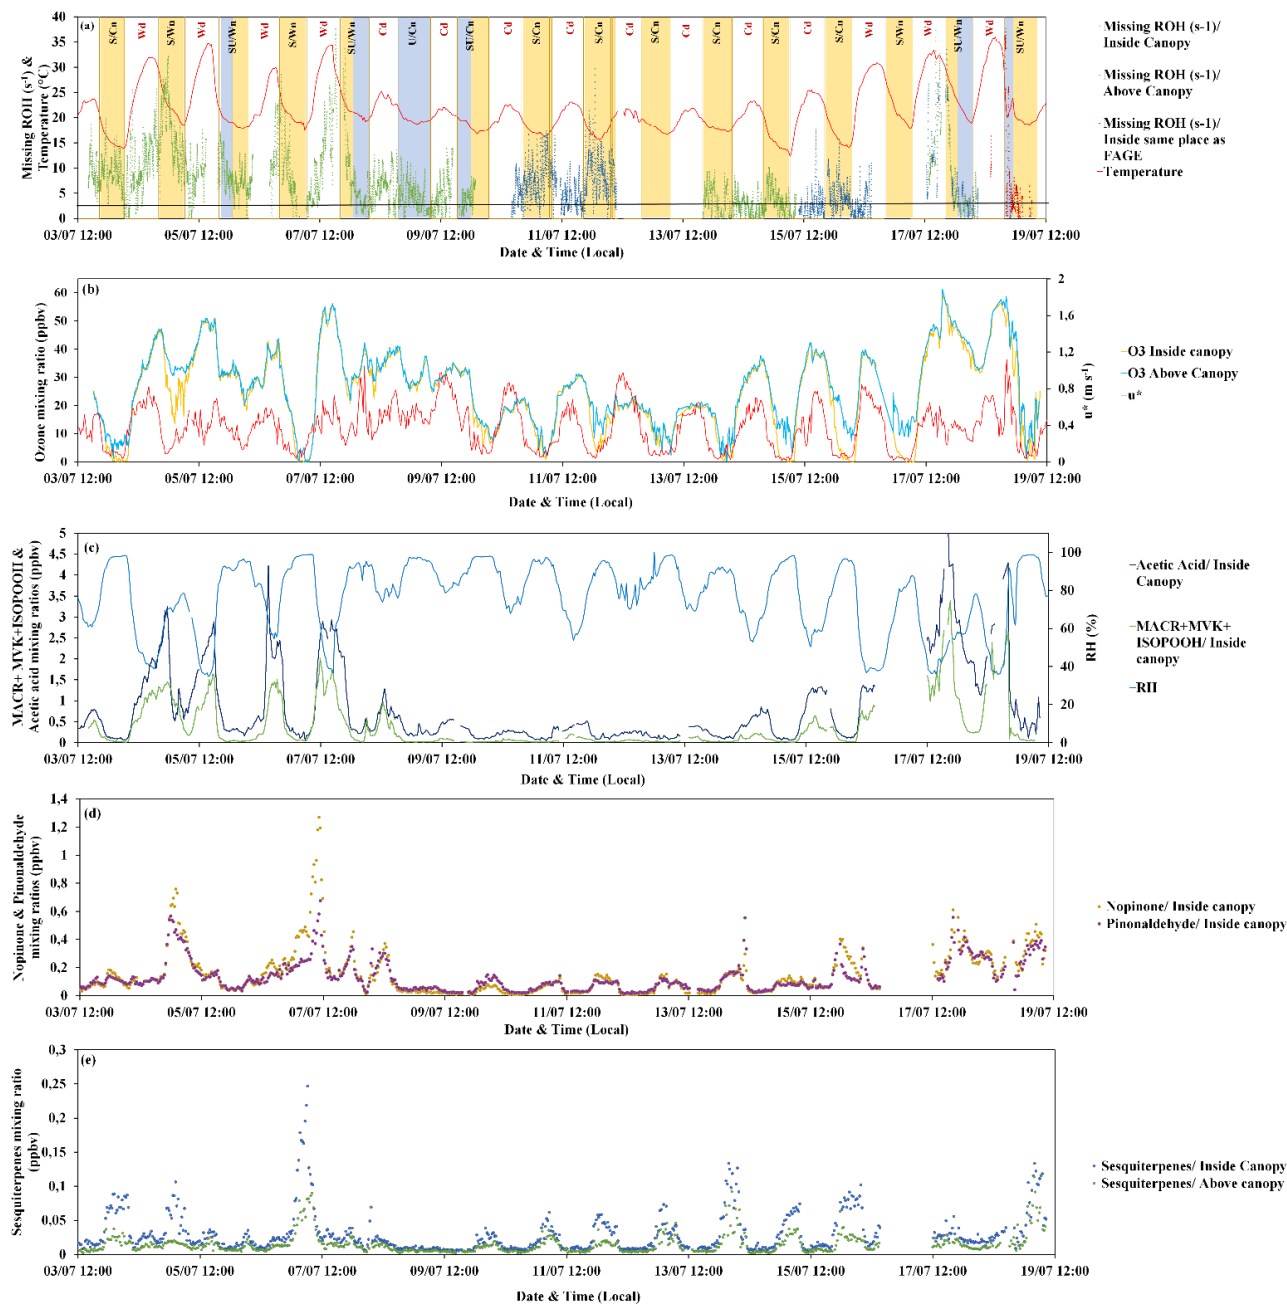 (a)
S/Cn
Wd
S/Wn
Wd
SU/Wn
Wd
S/Wn
Wd
SU/Wn
Cd
U/Cn
Cd
SU/Cn
Cd
S/Cn
Cd
S/Cn
Cd
S/Cn
Cd
S/Cn
Cd
S/Cn
Cd
S/Cn
Wd
S/Wn
Wd
SU/Wn
Wd
SU/Wn
Missing ROH (s-1) &
Temperature (°C)
40
35
30
25
20
15
10
5
0
03/07 12:00
05/07 12:00
07/07 12:00
09/07 12:00
11/07 12:00
13/07 12:00
15/07 12:00
17/07 12:00
19/07 12:00
Date & Time (Local)
Missing ROH (s-1)/
Inside Canopy
Missing ROH (s-1)/
Above Canopy
Missing ROH (s-1)/
Inside same place as
FAGE
Temperature
(b)
Ozone mixing ratio (ppbv)
60
50
40
30
20
10
0
2
1,6
1,2
0,8
0,4
0
u* (m s-1)
03/07 12:00
05/07 12:00
07/07 12:00
09/07 12:00
11/07 12:00
13/07 12:00
15/07 12:00
17/07 12:00
19/07 12:00
Date & Time (Local)
O3 Inside canopy
O3 Above Canopy
u*
(c)
MACR+ MVK+ISOPOOH &
Acetic acid mixing ratios (ppbv)
5
4.5
4
3.5
3
2.5
2
1.5
1
0.5
0
100
80
60
40
20
0
RH (%)
03/07 12:00
05/07 12:00
07/07 12:00
09/07 12:00
11/07 12:00
13/07 12:00
15/07 12:00
17/07 12:00
19/07 12:00
Date & Time (Local)
Acetic Acid/ Inside
Canopy
MACR+MVK+
ISOPOOH/ Inside
canopy
RH
(d)
Nopinone & Pinonaldehyde
mixing ratios (ppbv)
1,4
1,2
1
0,8
0,6
0,4
0,2
0
03/07 12:00
05/07 12:00
07/07 12:00
09/07 12:00
11/07 12:00
13/07 12:00
15/07 12:00
17/07 12:00
19/07 12:00
Date & Time (Local)
Nopinone/ Inside canopy
Pinonaldehyde/ Inside canopy
(e)
Sesquiterpenes mixing ratio
(ppbv)
0,3
0,25
0,2
0,15
0,1
0,05
0
03/07 12:00
05/07 12:00
07/07 12:00
09/07 12:00
11/07 12:00
13/07 12:00
15/07 12:00
17/07 12:00
19/07 12:00
Date & Time (Local)
Sesquiterpenes/ Inside Canopy
Sesquiterpenes/ Above canopy